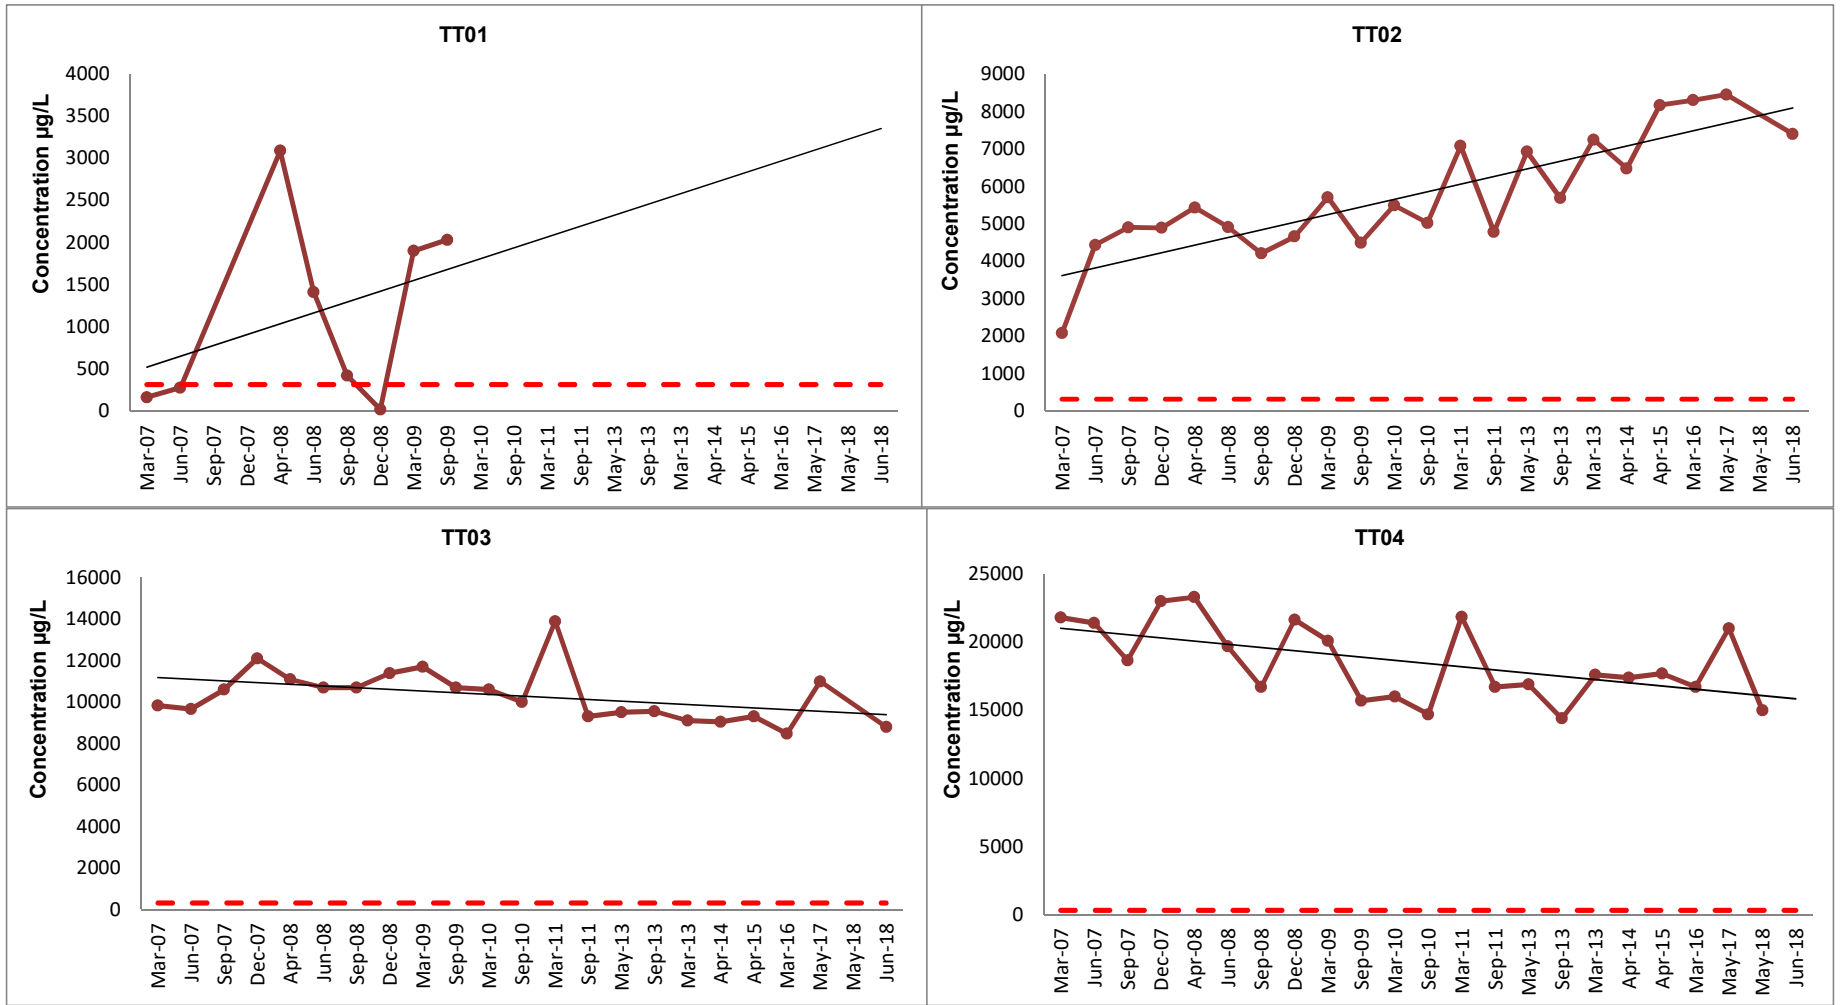 TT01
Concentration µg/L
4000
3500
3000
2500
2000
1500
1000
500
0
Mar-07
Jun-07
Sep-07
Dec-07
Apr-08
Jun-08
Sep-08
Dec-08
Mar-09
Sep-09
Mar-10
Sep-10
Mar-11
Sep-11
May-13
Sep-13
Mar-13
Apr-14
Apr-15
Mar-16
May-17
May-18
Jun-18
TT02
Concentration µg/L
9000
8000
7000
6000
5000
4000
3000
2000
1000
0
Mar-07
Jun-07
Sep-07
Dec-07
Apr-08
Jun-08
Sep-08
Dec-08
Mar-09
Sep-09
Mar-10
Sep-10
Mar-11
Sep-11
May-13
Sep-13
Mar-13
Apr-14
Apr-15
Mar-16
May-17
May-18
Jun-18
TT03
Concentration µg/L
16000
14000
12000
10000
8000
6000
4000
2000
0
Mar-07
Jun-07
Sep-07
Dec-07
Apr-08
Jun-08
Sep-08
Dec-08
Mar-09
Sep-09
Mar-10
Sep-10
Mar-11
Sep-11
May-13
Sep-13
Mar-13
Apr-14
Apr-15
Mar-16
May-17
May-18
Jun-18
TT04
Concentration µg/L
25000
20000
15000
10000
5000
0
Mar-07
Jun-07
Sep-07
Dec-07
Apr-08
Jun-08
Sep-08
Dec-08
Mar-09
Sep-09
Mar-10
Sep-10
Mar-11
Sep-11
May-13
Sep-13
Mar-13
Apr-14
Apr-15
Mar-16
May-17
May-18
Jun-18